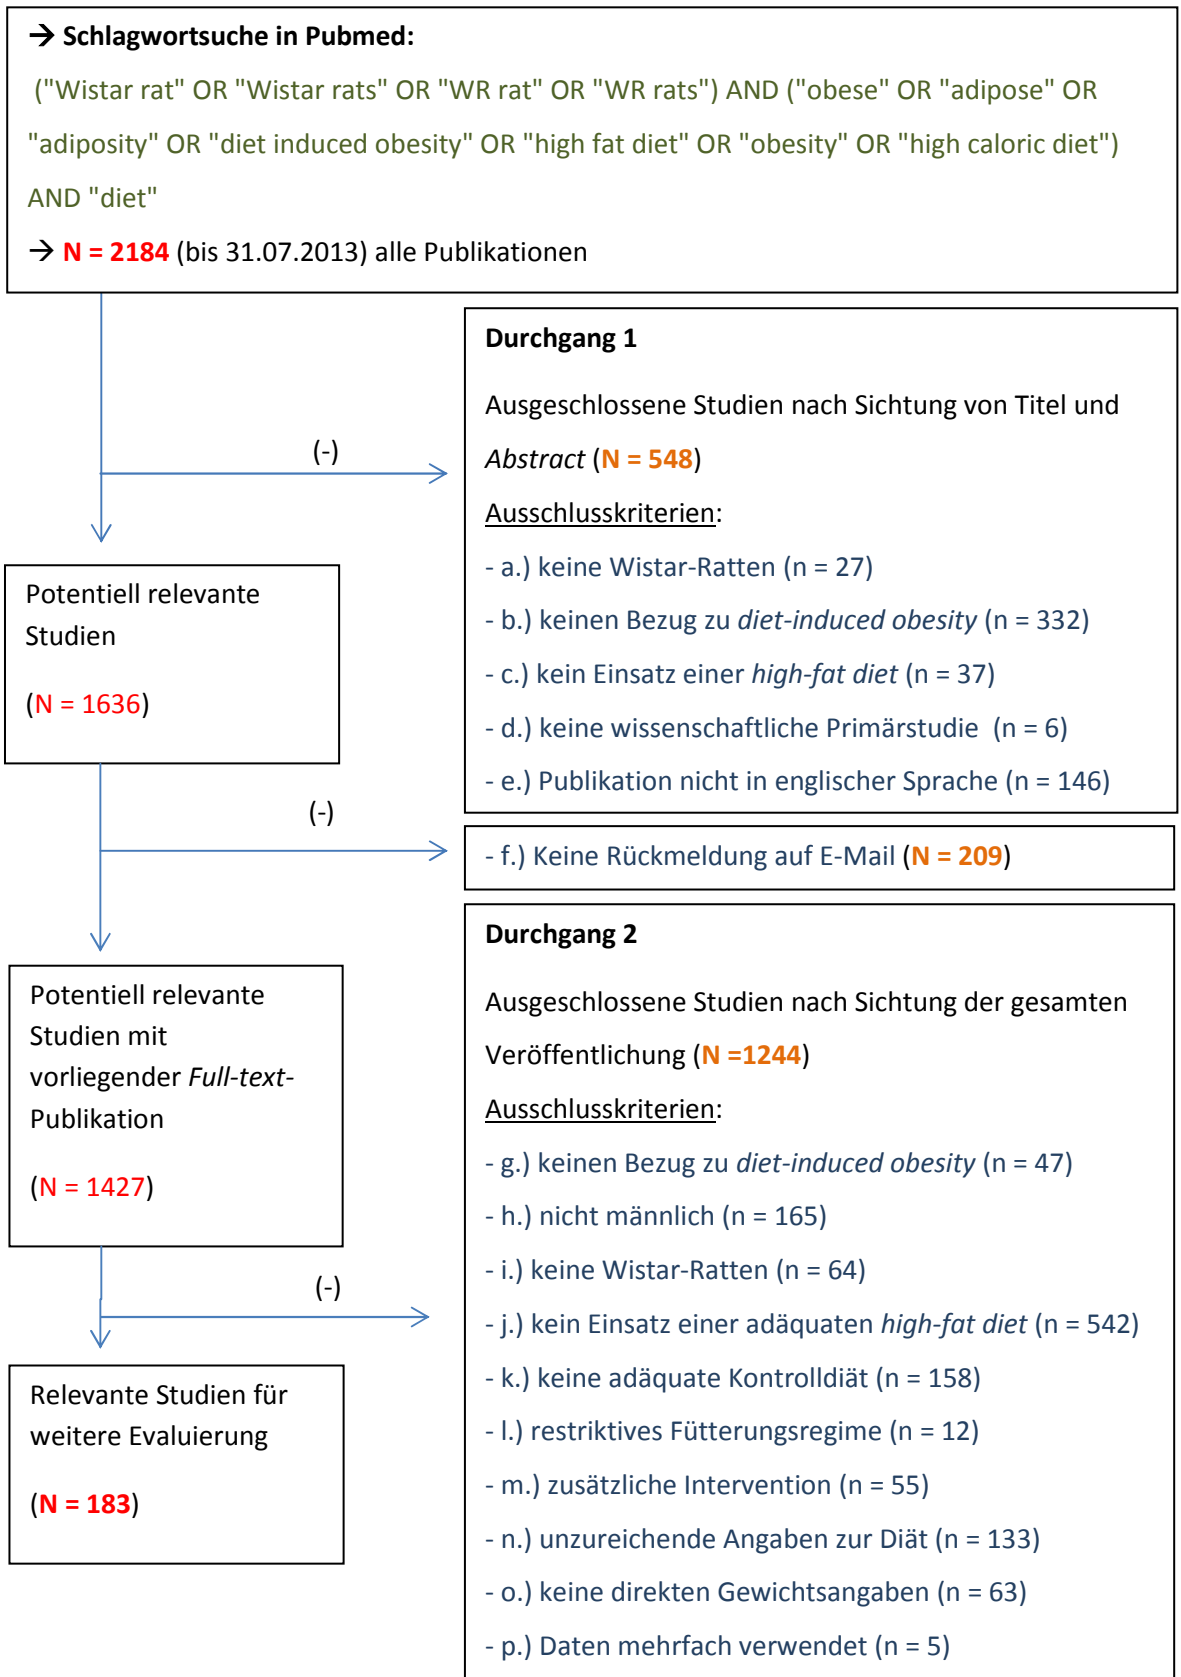 → Schlagwortsuche in Pubmed:
("Wistar rat" OR "Wistar rats" OR "WR rat" OR "WR rats") AND ("obese" OR "adipose" OR
"adiposity" OR "diet induced obesity" OR "high fat diet" OR "obesity" OR "high caloric diet")
AND "diet"
→ N = 2184 (bis 31.07.2013) alle Publikationen
(-)
Durchgang 1
Ausgeschlossene Studien nach Sichtung von Titel und
Abstract (N = 548)
Ausschlusskriterien:
- a.) keine Wistar-Ratten (n = 27)
- b.) keinen Bezug zu diet-induced obesity (n = 332)
- c.) kein Einsatz einer high-fat diet (n = 37)
- d.) keine wissenschaftliche Primärstudie (n = 6)
- e.) Publikation nicht in englischer Sprache (n = 146)
Potentiell relevante
Studien
(N = 1636)
(-)
- f.) Keine Rückmeldung auf E-Mail (N = 209)
Potentiell relevante
Studien mit
vorliegender Full-text-
Publikation
(N = 1427)
(-)
Durchgang 2
Ausgeschlossene Studien nach Sichtung der gesamten
Veröffentlichung (N =1244)
Ausschlusskriterien:
- g.) keinen Bezug zu diet-induced obesity (n = 47)
- h.) nicht männlich (n = 165)
- i.) keine Wistar-Ratten (n = 64)
- j.) kein Einsatz einer adäquaten high-fat diet (n = 542)
- k.) keine adäquate Kontrolldiät (n = 158)
- l.) restriktives Fütterungsregime (n = 12)
- m.) zusätzliche Intervention (n = 55)
- n.) unzureichende Angaben zur Diät (n = 133)
- o.) keine direkten Gewichtsangaben (n = 63)
- p.) Daten mehrfach verwendet (n = 5)
Relevante Studien für
weitere Evaluierung
(N = 183)